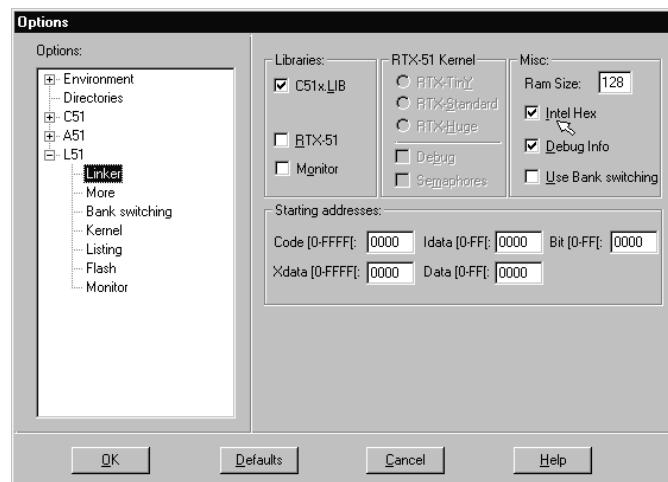 Options
Options:
Environment
Directories
C51
A51
L51
Linker
More
Bank switching
Kernel
Listing
Flash
Monitor
Libraries:
C51x.LIB
RTX-51
Monitor
RTX-51 Kernel
RTX-TinY
RTX-Standard
RTX-Huge
Debug
Semaphores
Misc:
Ram Size: 128
Intel Hex
Debug Info
Use Bank switching
Starting addresses:
Code [0-FFFF[: 0000 Idata [0-FF[: 0000 Bit [0-FF[: 0000
Xdata [0-FFFF[: 0000 Data [0-FF[: 0000
OK Defaults Cancel Help